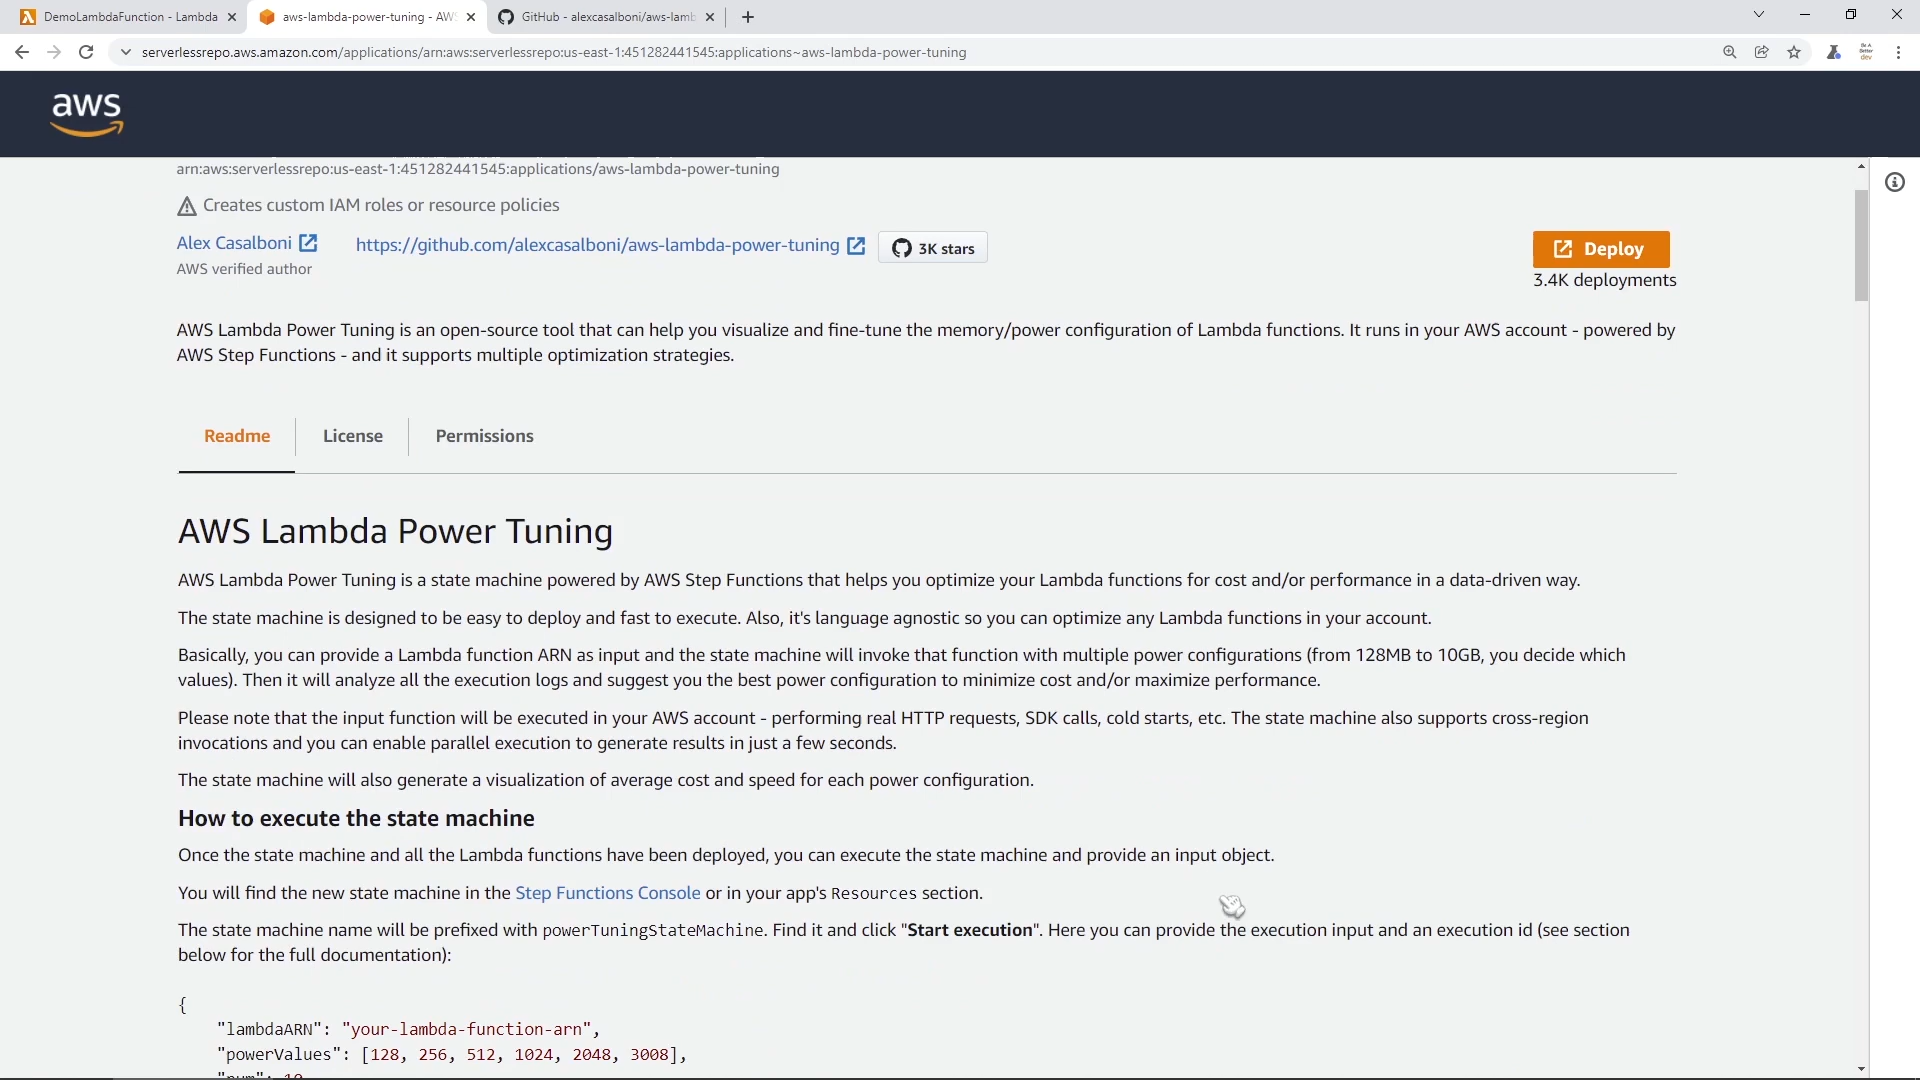 DemoLambdaFunction - Lambda
aws-lambda-power-tuning - AWS
GitHub - alexcasalboni/aws-lamb
serverlessrepo.aws.amazon.com/applications/arn:aws:serverlessrepo:us-east-1:451282441545:applications~aws-lambda-power-tuning
aws
arn:aws:serverlessrepo:us-east-1:451282441545:applications/aws-lambda-power-tuning
Creates custom IAM roles or resource policies
Alex Casalboni
https://github.com/alexcasalboni/aws-lambda-power-tuning
3K stars
Deploy
AWS verified author
3.4K deployments
AWS Lambda Power Tuning is an open-source tool that can help you visualize and fine-tune the memory/power configuration of Lambda functions. It runs in your AWS account - powered by
AWS Step Functions - and it supports multiple optimization strategies.
Readme
License
Permissions
AWS Lambda Power Tuning
AWS Lambda Power Tuning is a state machine powered by AWS Step Functions that helps you optimize your Lambda functions for cost and/or performance in a data-driven way.
The state machine is designed to be easy to deploy and fast to execute. Also, it's language agnostic so you can optimize any Lambda functions in your account.
Basically, you can provide a Lambda function ARN as input and the state machine will invoke that function with multiple power configurations (from 128MB to 10GB, you decide which
values). Then it will analyze all the execution logs and suggest you the best power configuration to minimize cost and/or maximize performance.
Please note that the input function will be executed in your AWS account - performing real HTTP requests, SDK calls, cold starts, etc. The state machine also supports cross-region
invocations and you can enable parallel execution to generate results in just a few seconds.
The state machine will also generate a visualization of average cost and speed for each power configuration.
How to execute the state machine
Once the state machine and all the Lambda functions have been deployed, you can execute the state machine and provide an input object.
You will find the new state machine in the Step Functions Console or in your app's Resources section.
The state machine name will be prefixed with powerTuningStateMachine. Find it and click "Start execution". Here you can provide the execution input and an execution id (see section
below for the full documentation):
{
"lambdaARN": "your-lambda-function-arn",
"powerValues": [128, 256, 512, 1024, 2048, 3008],
"num": 10